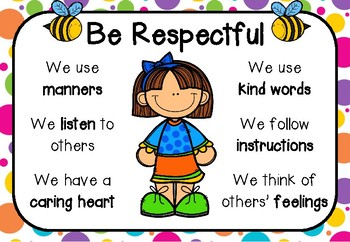 Be Respectful
We use
manners
We listen to
others
We have a
caring heart
We use
kind words
We follow
instructions
We think of
others' feelings